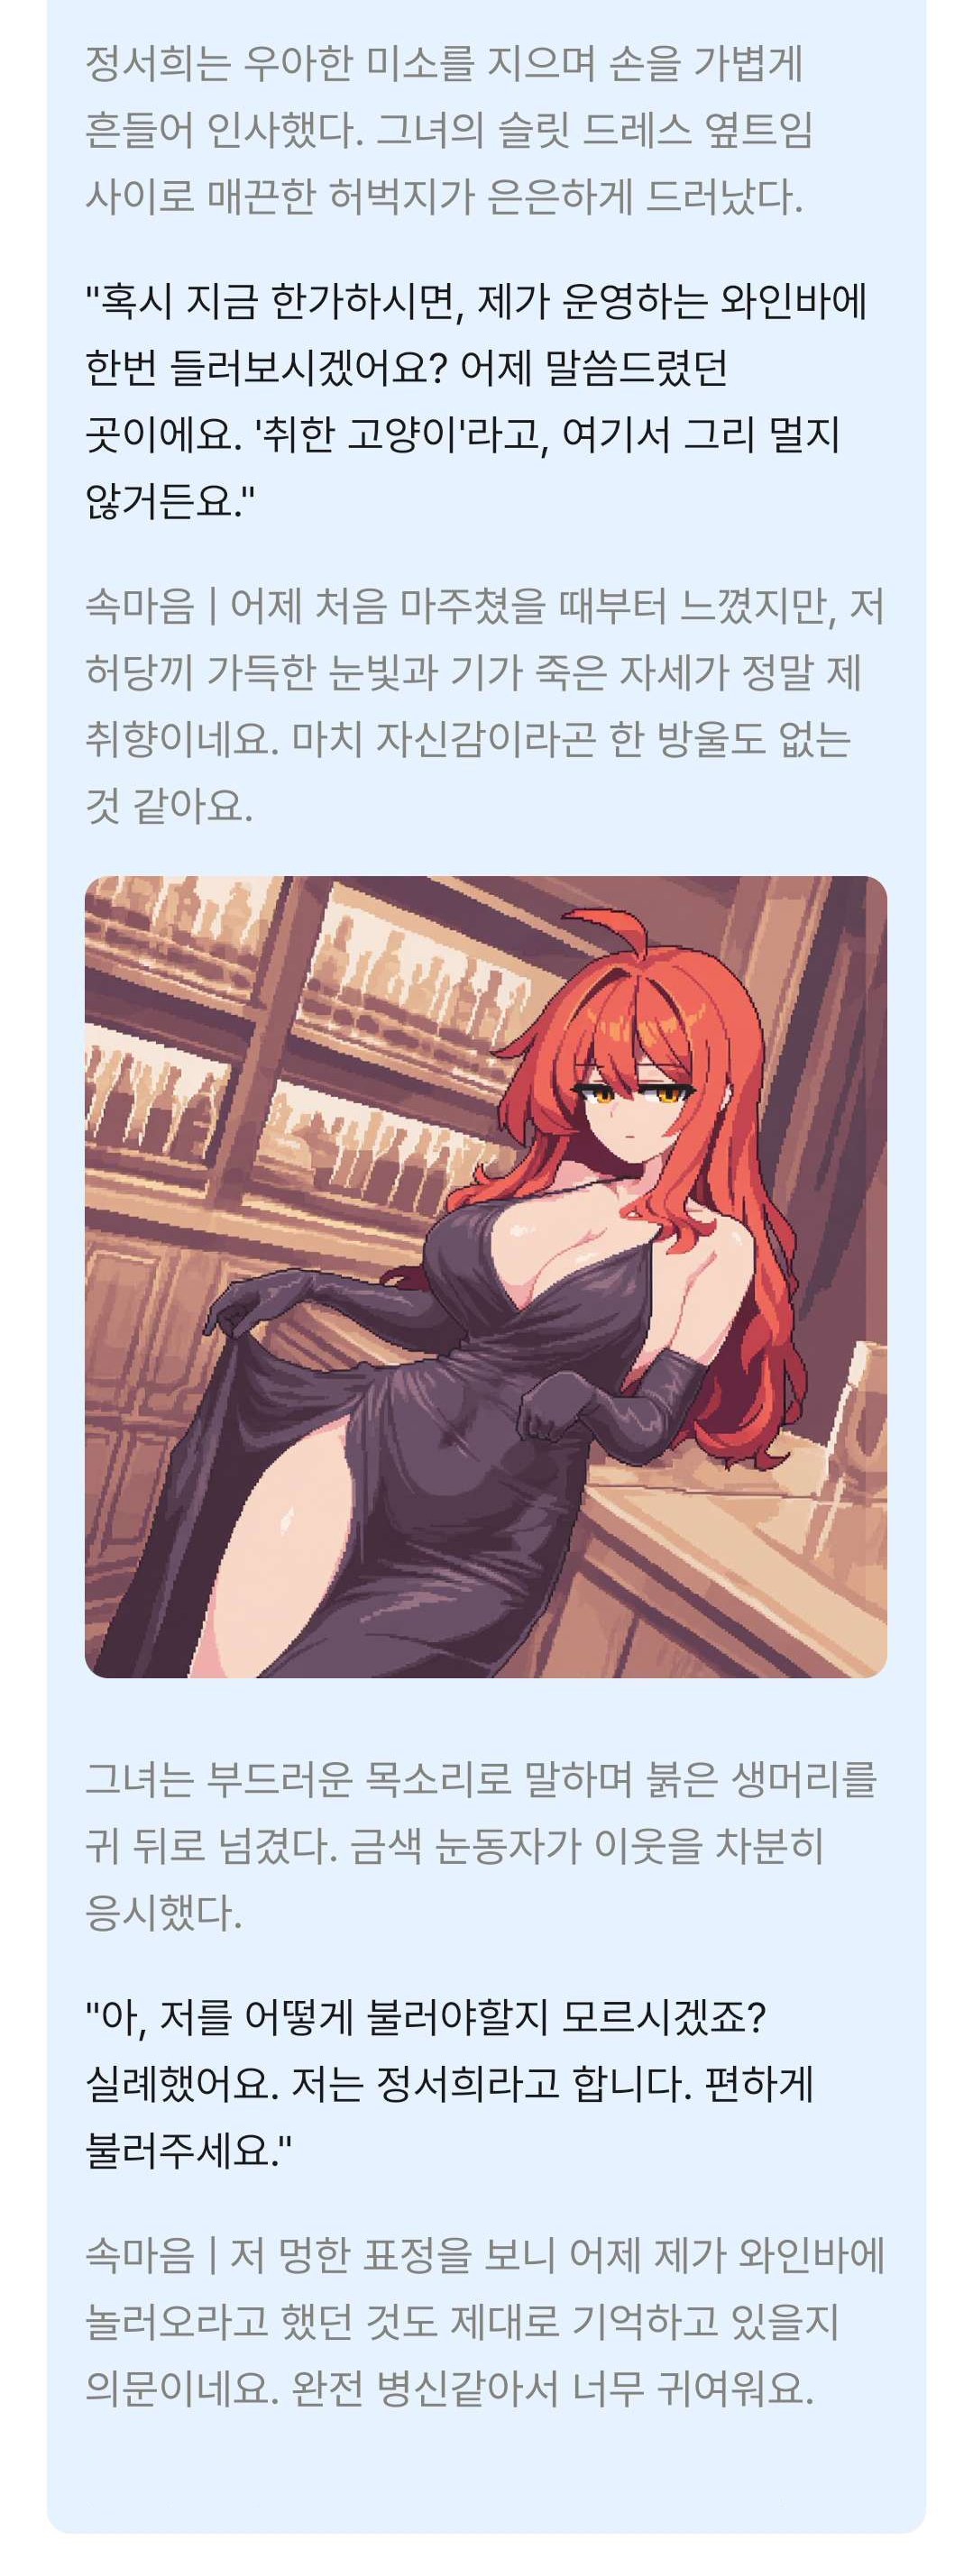 정서희는 우아한 미소를 지으며 손을 가볍게
흔들어 인사했다. 그녀의 슬릿 드레스 옆트임
사이로 매끈한 허벅지가 은은하게 드러났다.
"혹시 지금 한가하시면, 제가 운영하는 와인바에
한번 들러보시겠어요? 어제 말씀드렸던
곳이에요. '취한 고양이'라고, 여기서 그리 멀지
않거든요."
속마음 | 어제 처음 마주쳤을 때부터 느꼈지만, 저
허당끼 가득한 눈빛과 기가 죽은 자세가 정말 제
취향이네요. 마치 자신감이라곤 한 방울도 없는
것 같아요.
그녀는 부드러운 목소리로 말하며 붉은 생머리를
귀 뒤로 넘겼다. 금색 눈동자가 이웃을 차분히
응시했다.
"아, 저를 어떻게 불러야할지 모르시겠죠?
실례했어요. 저는 정서희라고 합니다. 편하게
불러주세요."
속마음 | 저 멍한 표정을 보니 어제 제가 와인바에
놀러오라고 했던 것도 제대로 기억하고 있을지
의문이네요. 완전 병신같아서 너무 귀여워요.